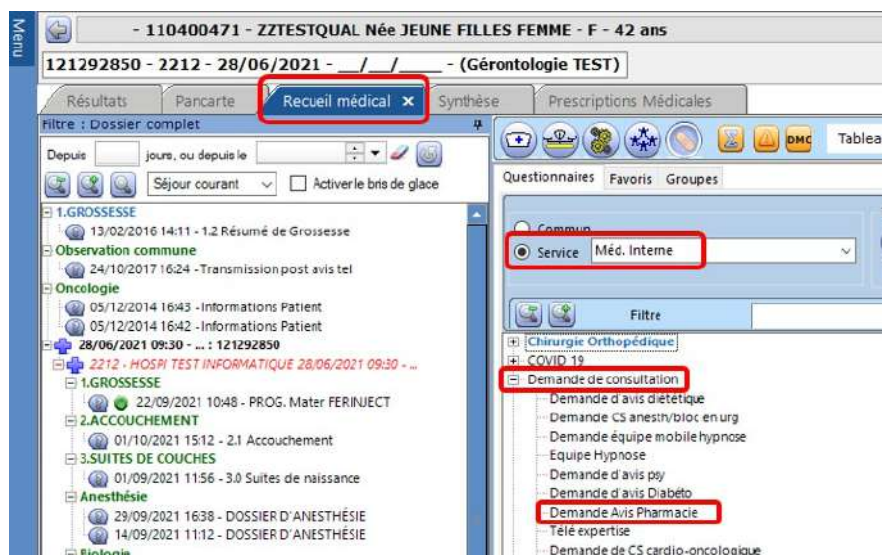 Menu
- 110400471 - ZZTESTQUAL Née JEUNE FILLES FEMME - F - 42 ans
121292850 - 2212 - 28/06/2021 - __/__/____ - (Gérontologie TEST)
Résultats Pancarte Recueil médical × Synthèse Prescriptions Médicales
Filtre : Dossier complet
Depuis jours, ou depuis le
Séjour courant Activer le bris de glace
1.GROSSESSE
13/02/2016 14:11 - 1.2 Résumé de Grossesse
Observation commune
24/10/2017 16:24 - Transmission post avis tel
Oncologie
05/12/2014 16:43 - Informations Patient
05/12/2014 16:42 - Informations Patient
28/06/2021 09:30 - ... : 121292850
2212 - HOSPI TEST INFORMATIQUE 28/06/2021 09:30 - ...
1.GROSSESSE
22/09/2021 10:48 - PROG. Mater FERINJECT
2.ACCOUCHEMENT
01/10/2021 15:12 - 2.1 Accouchement
3.SUITES DE COUCHES
01/09/2021 11:56 - 3.0 Suites de naissance
Anesthésie
29/09/2021 16:38 - DOSSIER D'ANESTHÉSIE
14/09/2021 11:12 - DOSSIER D'ANESTHÉSIE
Biologie
DMC Tablea
Questionnaires Favoris Groupes
Commun
Service Méd. Interne
Filtre
Chirurgie Orthopédique
COVID 19
Demande de consultation
Demande d'avis diététique
Demande CS anesth/bloc en urg
Demande équipe mobile hypnose
Equipe Hypnose
Demande d'avis psy
Demande d'avis Diabéto
Demande Avis Pharmacie
Télé expertise
Demande de CS cardio-oncologique